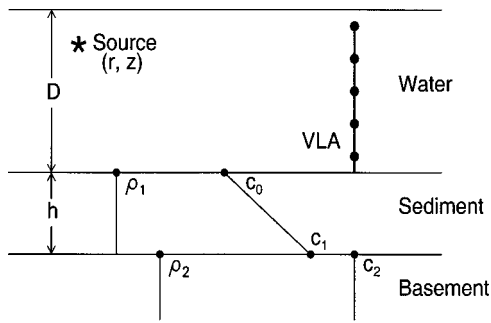 * Source
(r, z)
D
Water
VLA
ρ1
c0
h
Sediment
c1
ρ2
c2
Basement